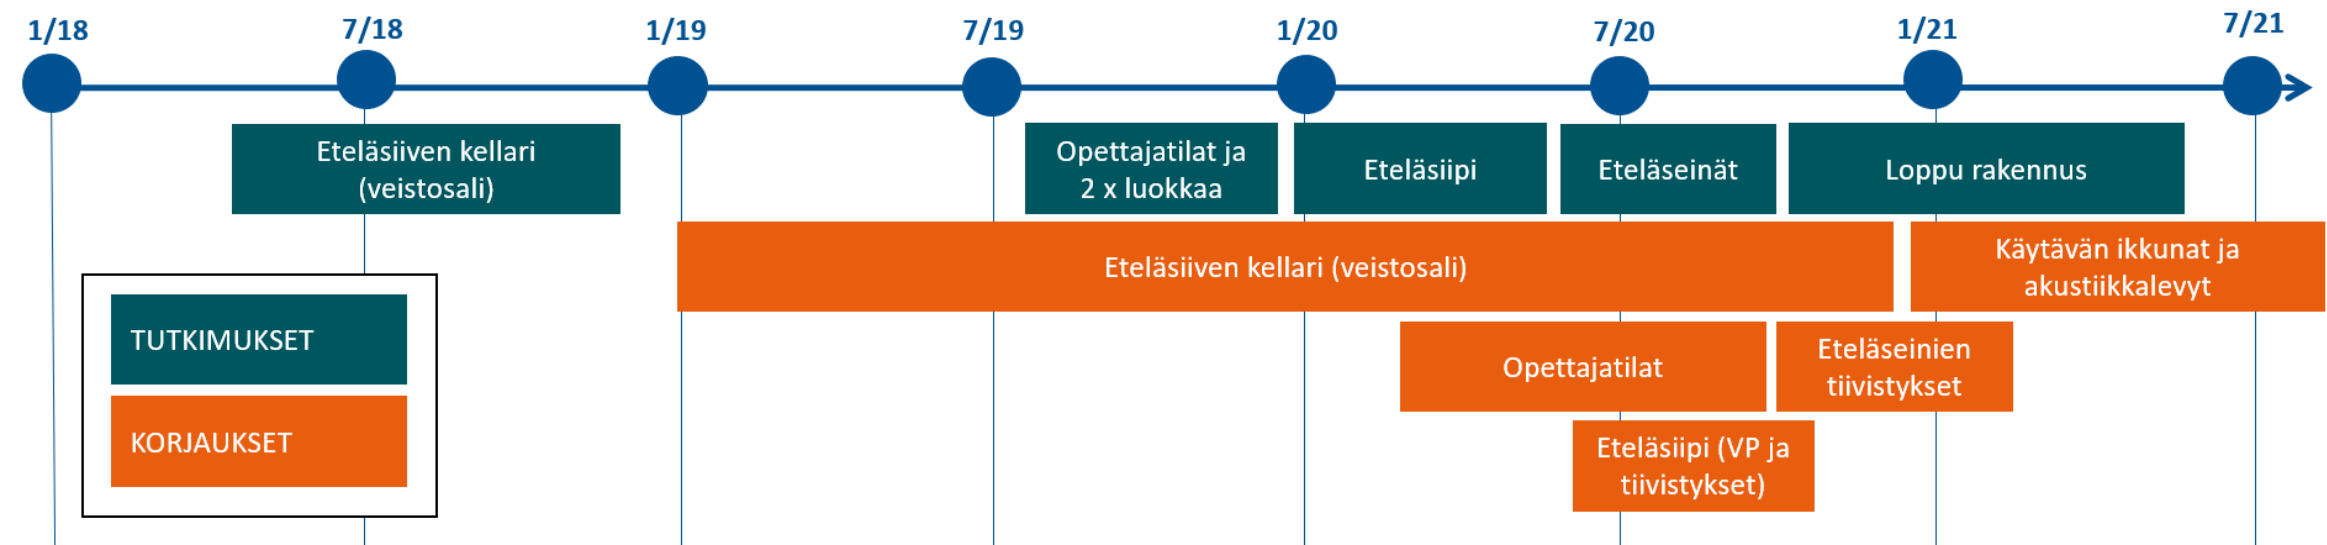 1/18
7/18
1/19
7/19
1/20
7/20
1/21
7/21
Eteläsiiven kellari
(veistosali)
Opettajatilat ja
2 x luokkaa
Eteläsiipi
Eteläseinät
Loppu rakennus
Eteläsiiven kellari (veistosali)
Käytävän ikkunat ja
akustiikkalevyt
Opettajatilat
Eteläseinien
tiivistykset
Eteläsiipi (VP ja
tiivistykset)
TUTKIMUKSET
KORJAUKSET